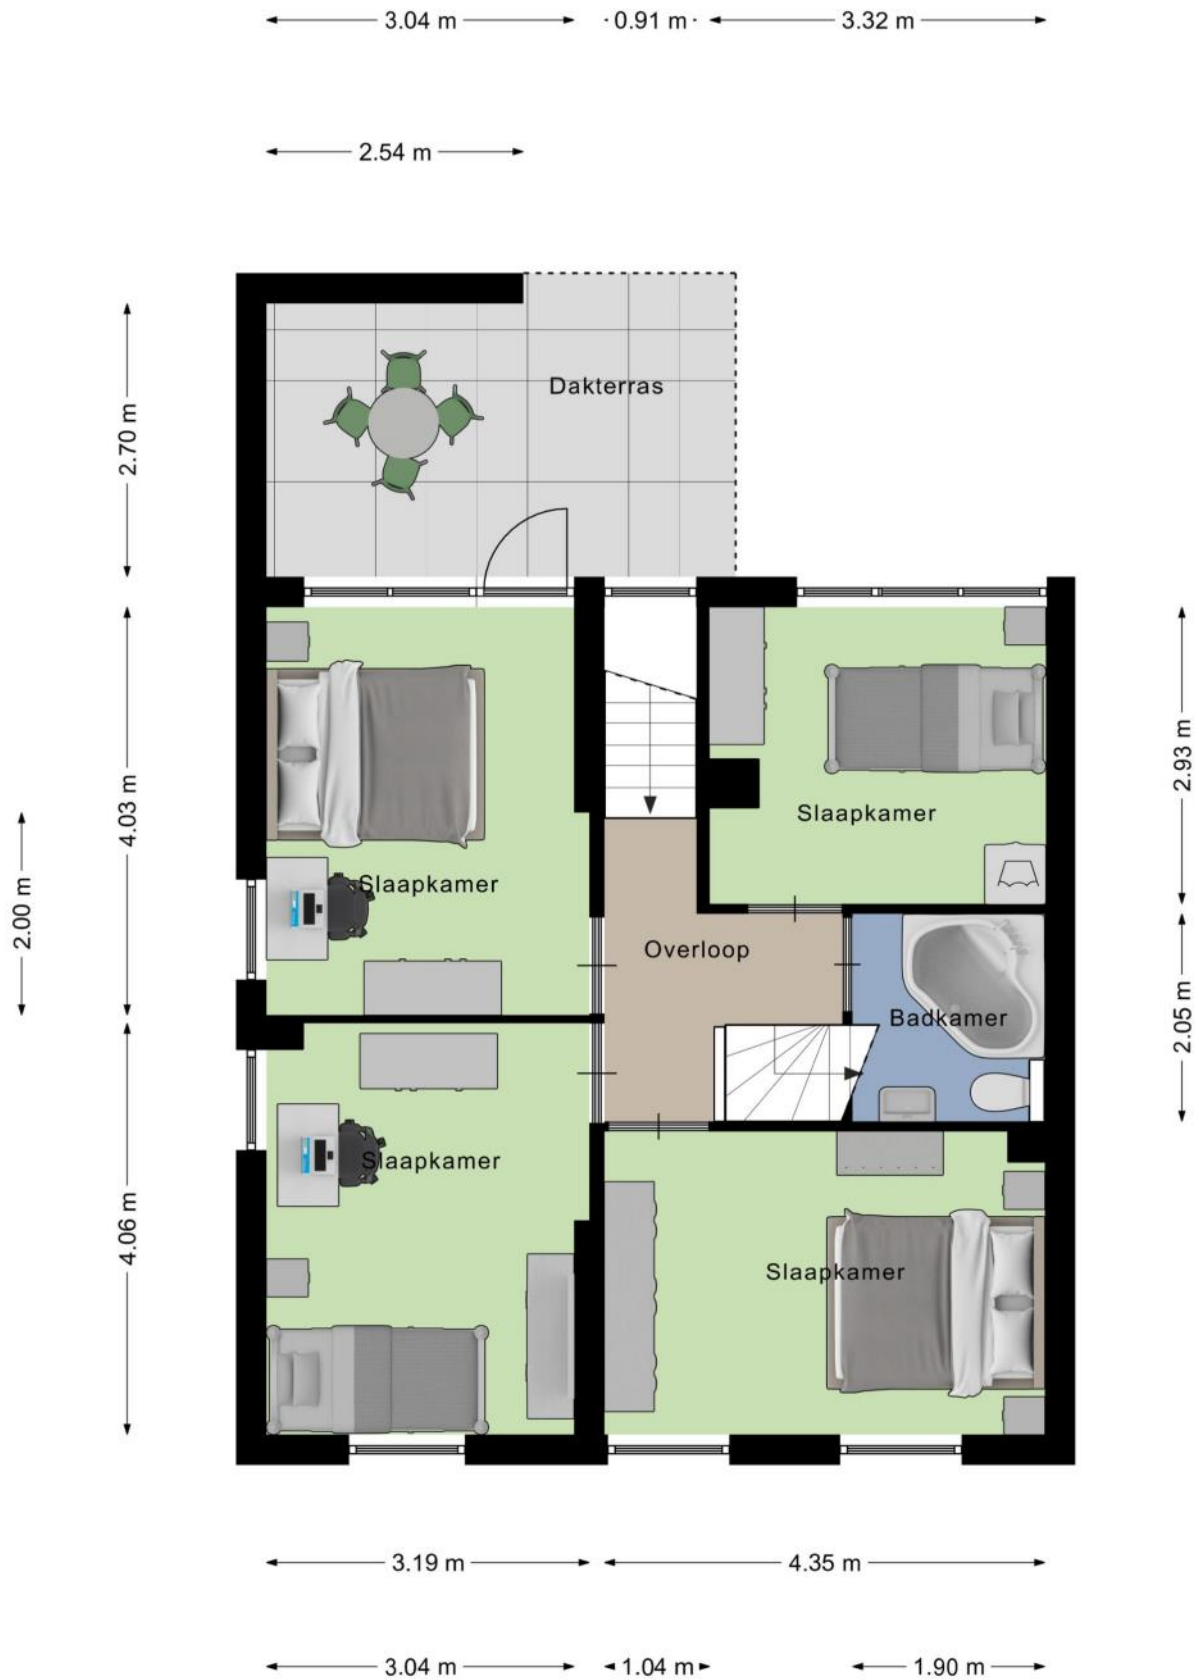 3.04 m
0.91 m
3.32 m
2.54 m
Dakterras
2.70 m
4.03 m
2.93 m
Slaapkamer
2.00 m
Slaapkamer
Overloop
Badkamer
2.05 m
Slaapkamer
4.06 m
Slaapkamer
3.19 m
4.35 m
3.04 m
1.04 m
1.90 m